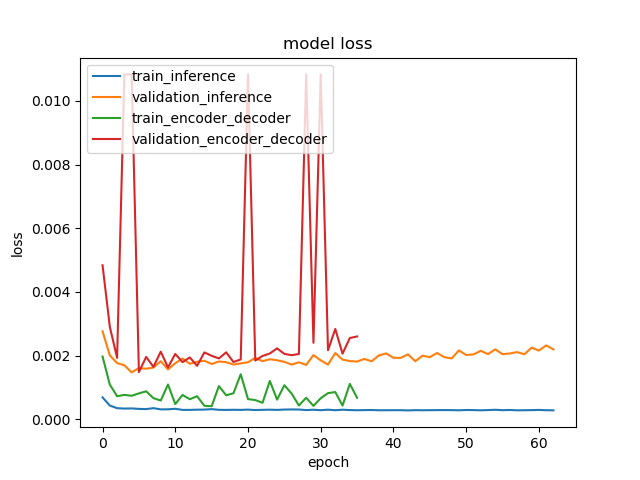 model loss
train_inference
validation_inference
train_encoder_decoder
validation_encoder_decoder
loss
0.010
0.008
0.006
0.004
0.002
0.000
0 10 20 30 40 50 60
epoch